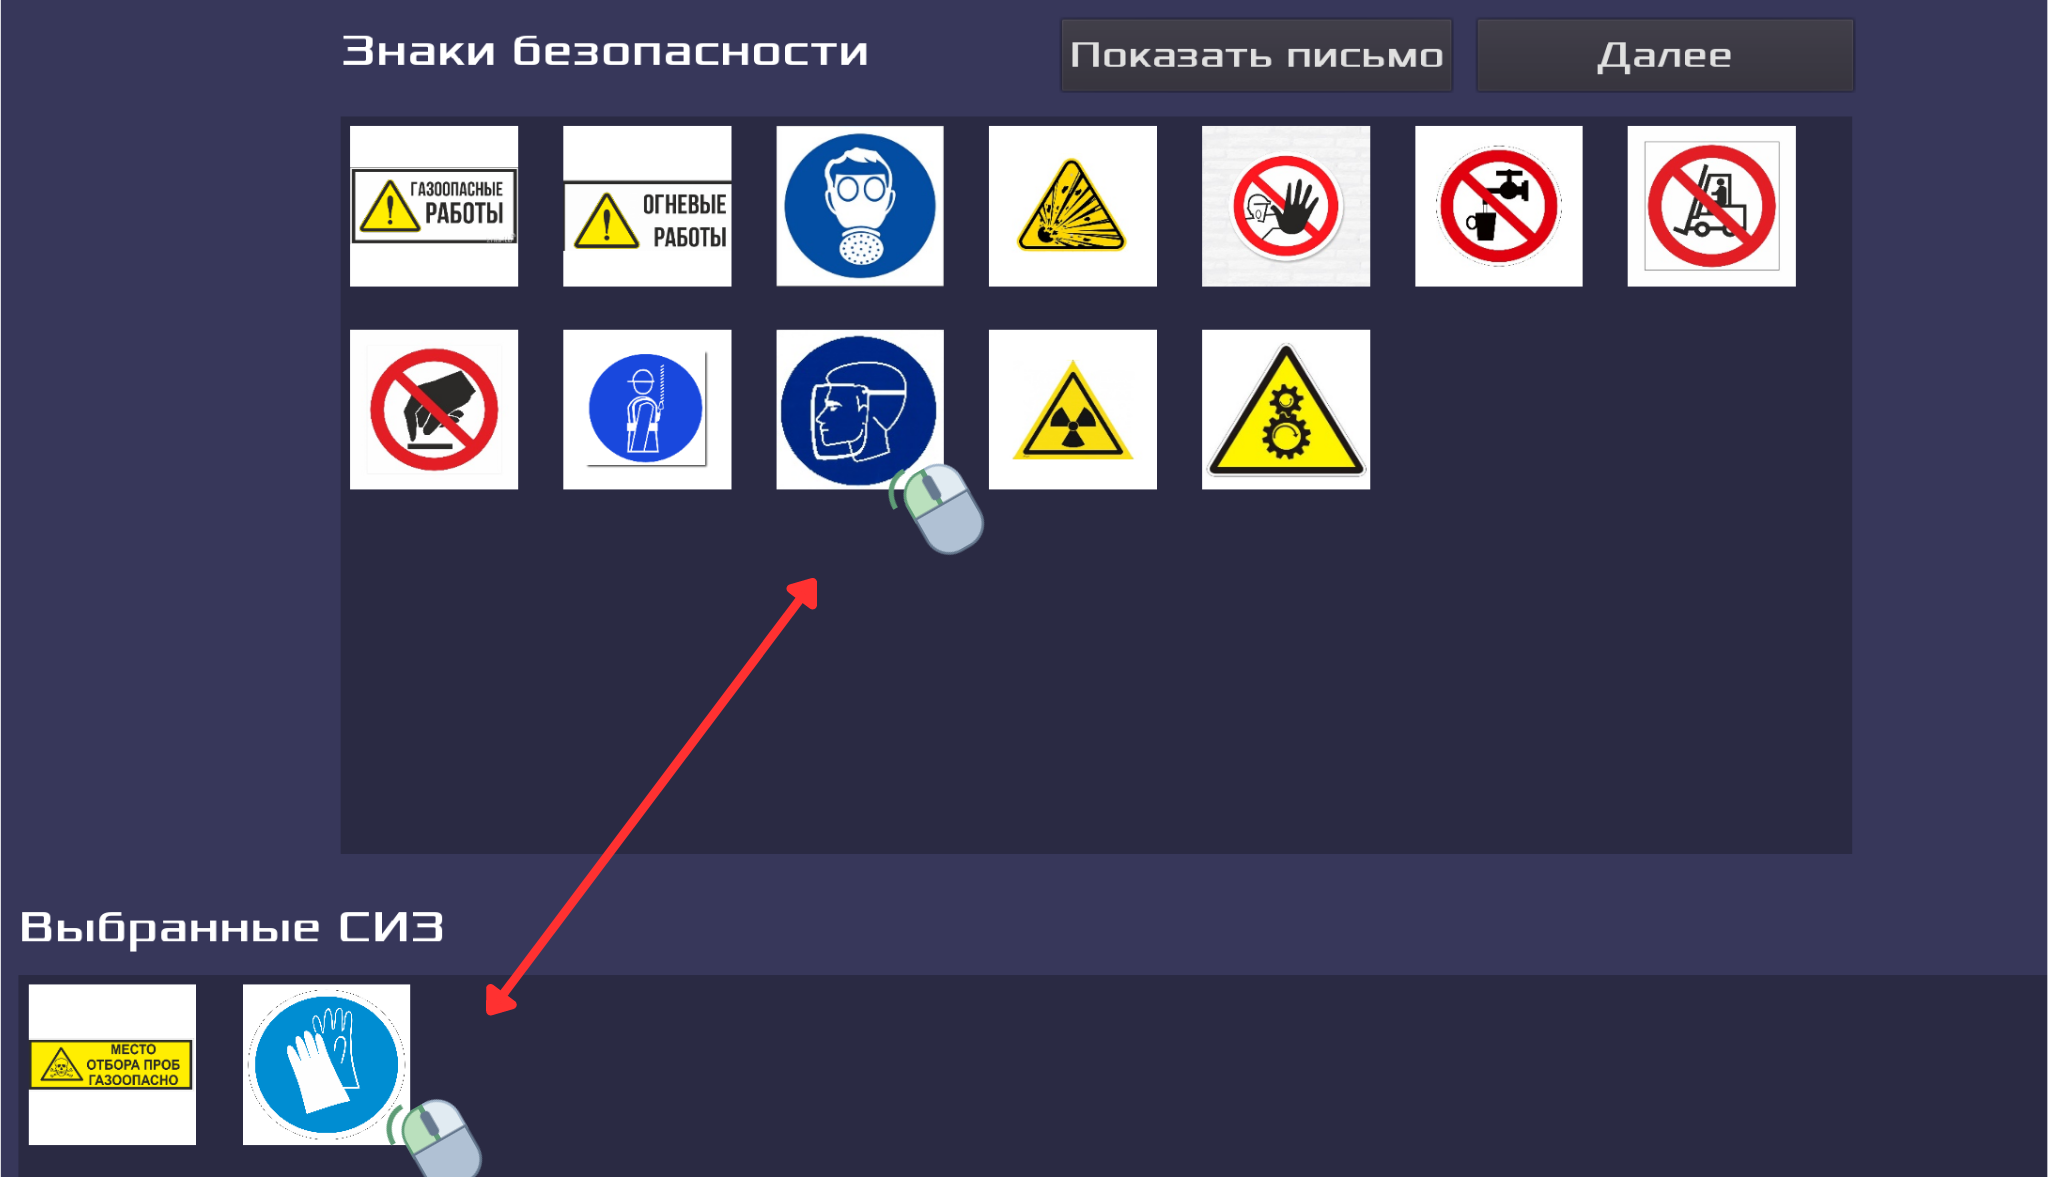 Знаки безопасности
Показать письмо
Далее
ГАЗООПАСНЫЕ
РАБОТЫ
ОГНЕВЫЕ
РАБОТЫ
Выбранные СИЗ
МЕСТО
ОТБОРА ПРОБ
ГАЗООПАСНО